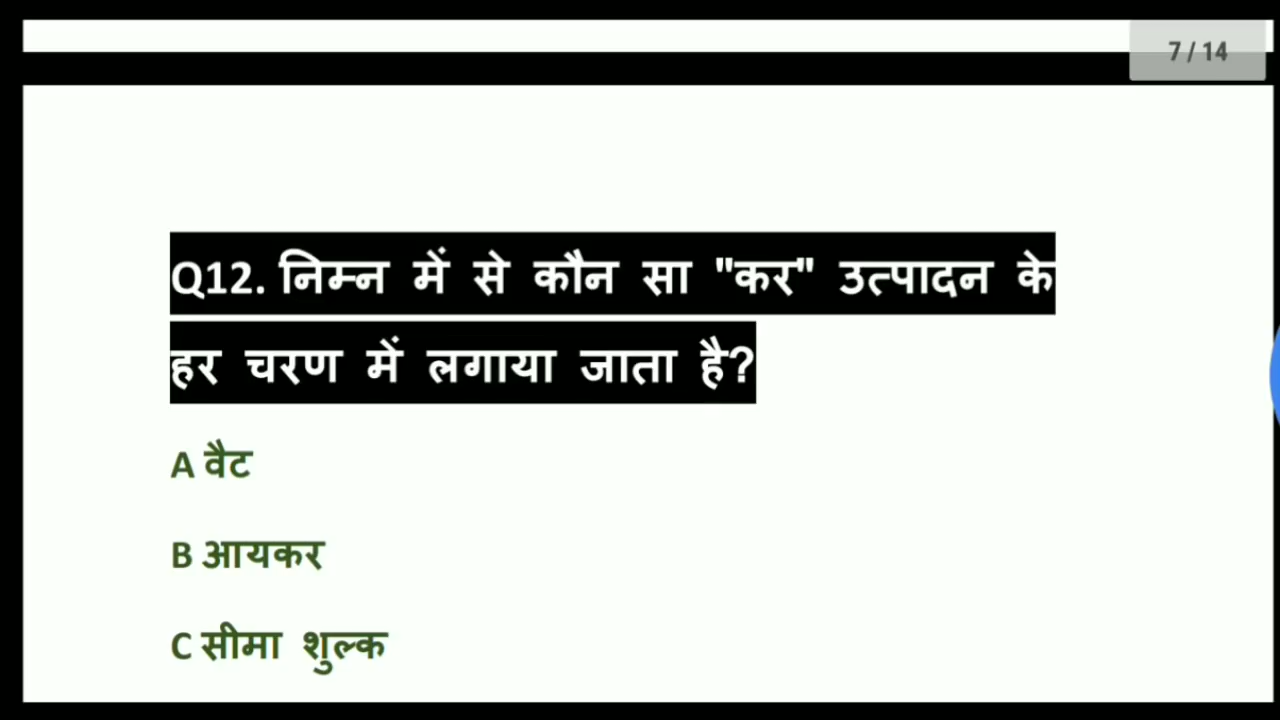 7 / 14
Q12. निम्न में से कौन सा "कर" उत्पादन के
हर चरण में लगाया जाता है?
A वैट
B आयकर
C सीमा शुल्क